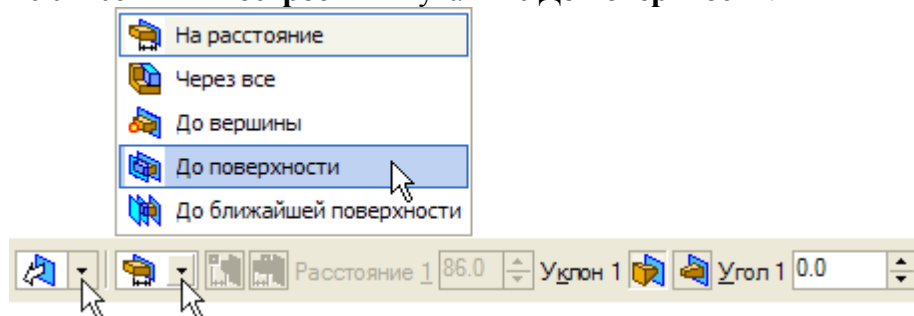 На расстояние
Через все
До вершины
До поверхности
До ближайшей поверхности
Расстояние 1 86.0 Уклон 1 Угол 1 0.0